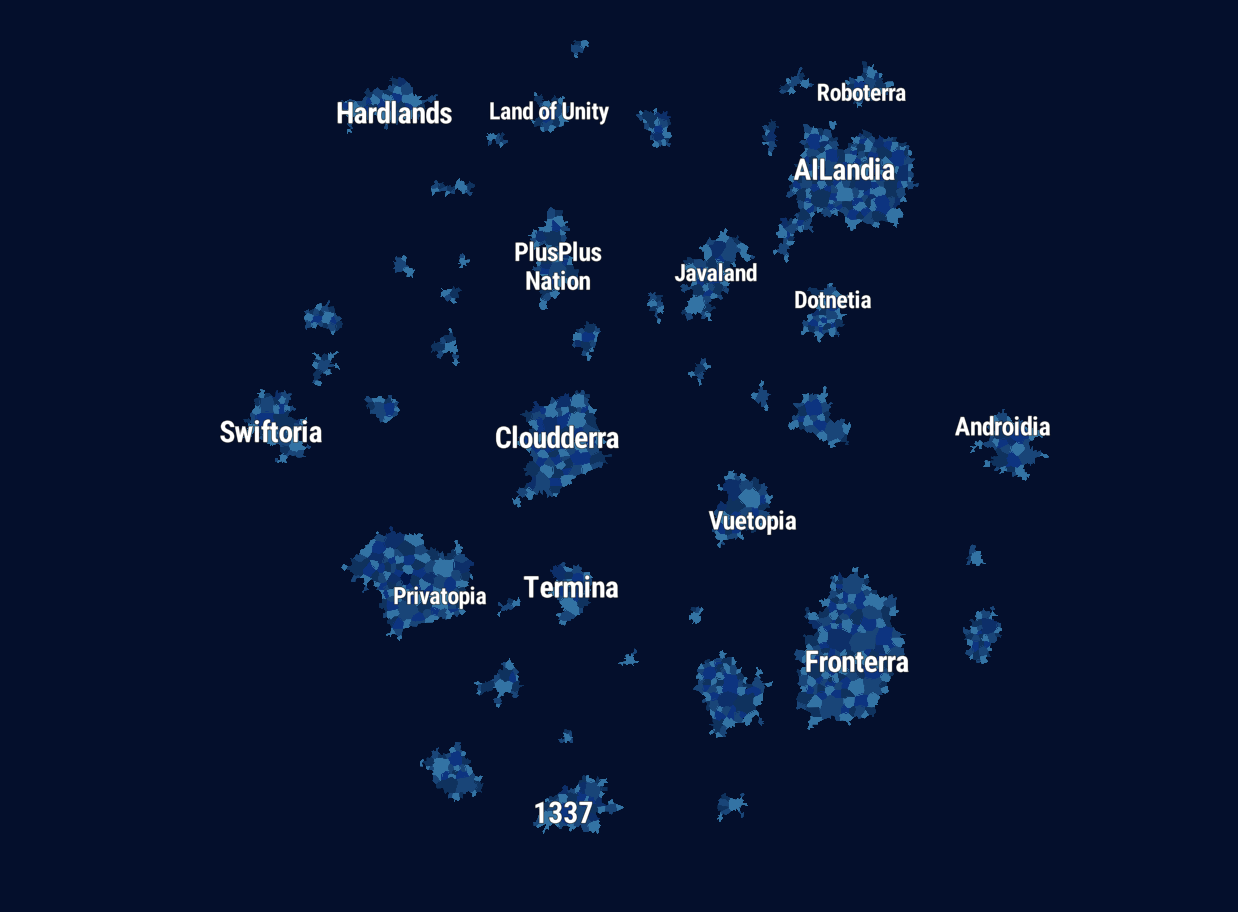 Roboterra
Hardlands
Land of Unity
AILandia
PlusPlus
Nation
Javaland
Dotnetia
Swiftoria
Cloudderra
Androidia
Vuetopia
Privatopia
Termina
Fronterra
1337